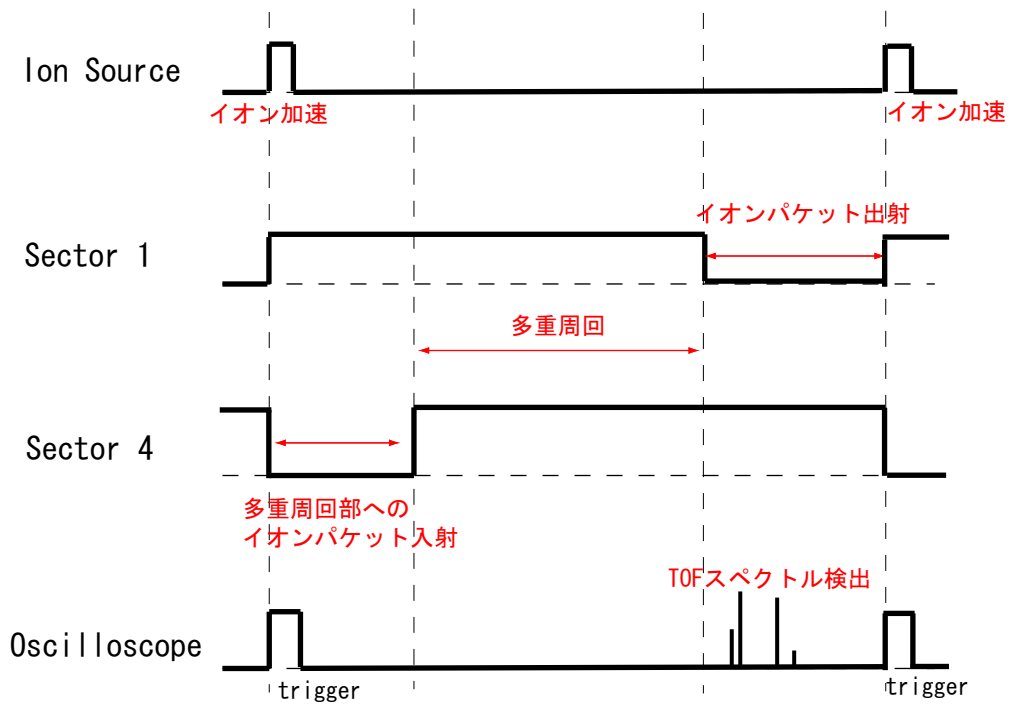 Ion Source
イオン加速
イオン加速
イオンパケット出射
Sector 1
多重周回
Sector 4
多重周回部への
イオンパケット入射
TOFスペクトル検出
Oscilloscope
trigger
trigger